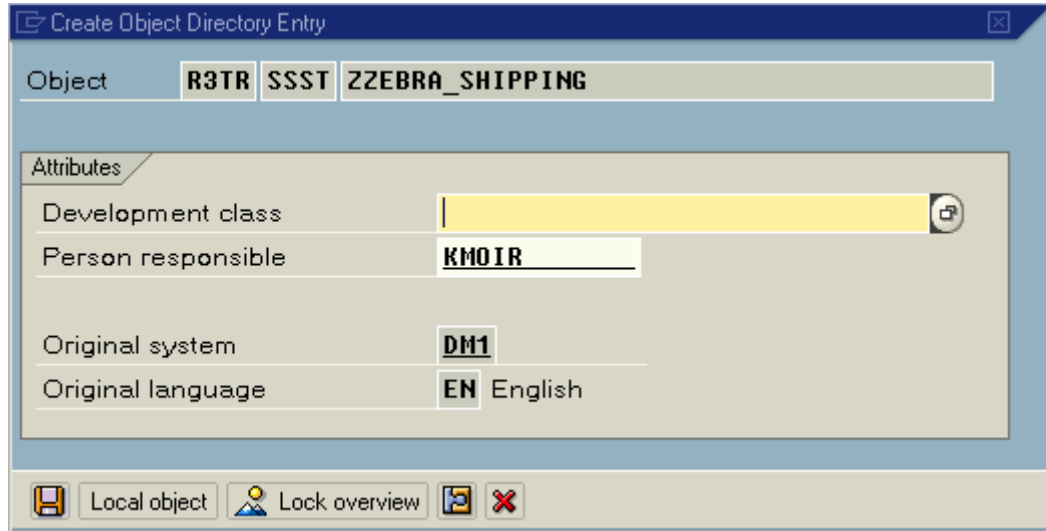 Create Object Directory Entry
Object R3TR SSST ZZEBRA_SHIPPING
Attributes
Development class
Person responsible KMOIR
Original system DM1
Original language EN English
Local object Lock overview